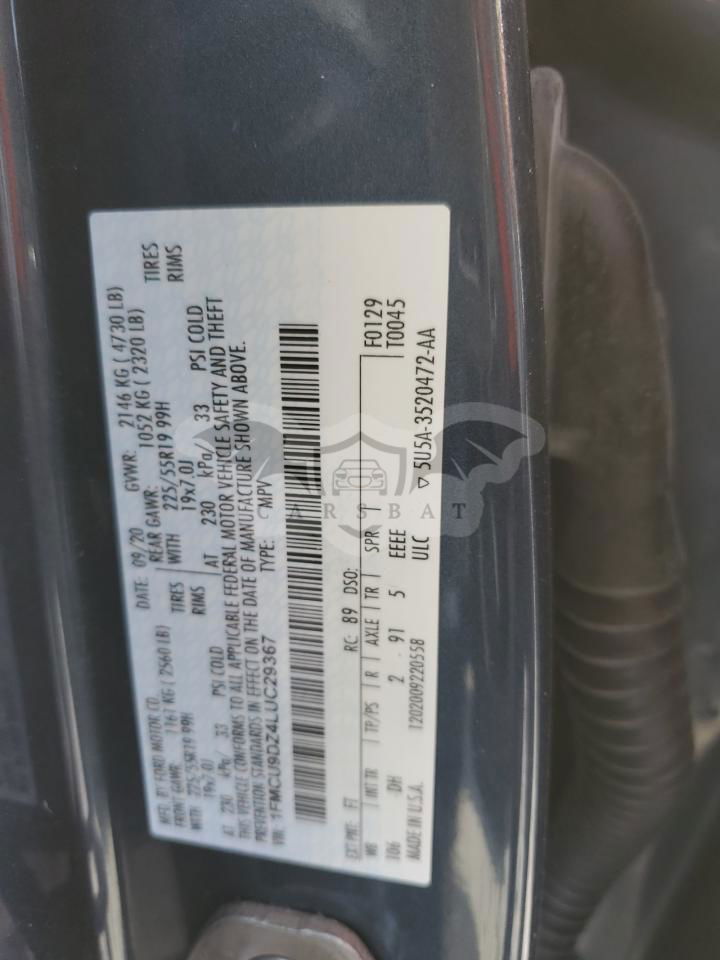 MFD. BY FORD MOTOR CO.
DATE: 09/20 GVWR: 2146 KG ( 4730 LB)
FRONT GAWR: 1161 KG ( 2560 LB) REAR GAWR: 1052 KG ( 2320 LB)
WITH 225/55R19 99H TIRES WITH 225/55R19 99H TIRES
19x7.0J RIMS 19x7.0J RIMS
AT 230 kPa/ 33 PSI COLD AT 230 kPa/ 33 PSI COLD
THIS VEHICLE CONFORMS TO ALL APPLICABLE FEDERAL MOTOR VEHICLE SAFETY AND THEFT
PREVENTION STANDARDS IN EFFECT ON THE DATE OF MANUFACTURE SHOWN ABOVE.
VIN: 1FMCU9DZ4LUC29367 TYPE: MPV
EXT PNT: FT RC: 89 DSO: F0129
WB INT TR TP/PS R AXLE TR SPR T0045
106 DH 2 91 5 EEEE
MADE IN U.S.A. ULC
1202009220558 ▽ 5U5A-3520472-AA
CARSBAT